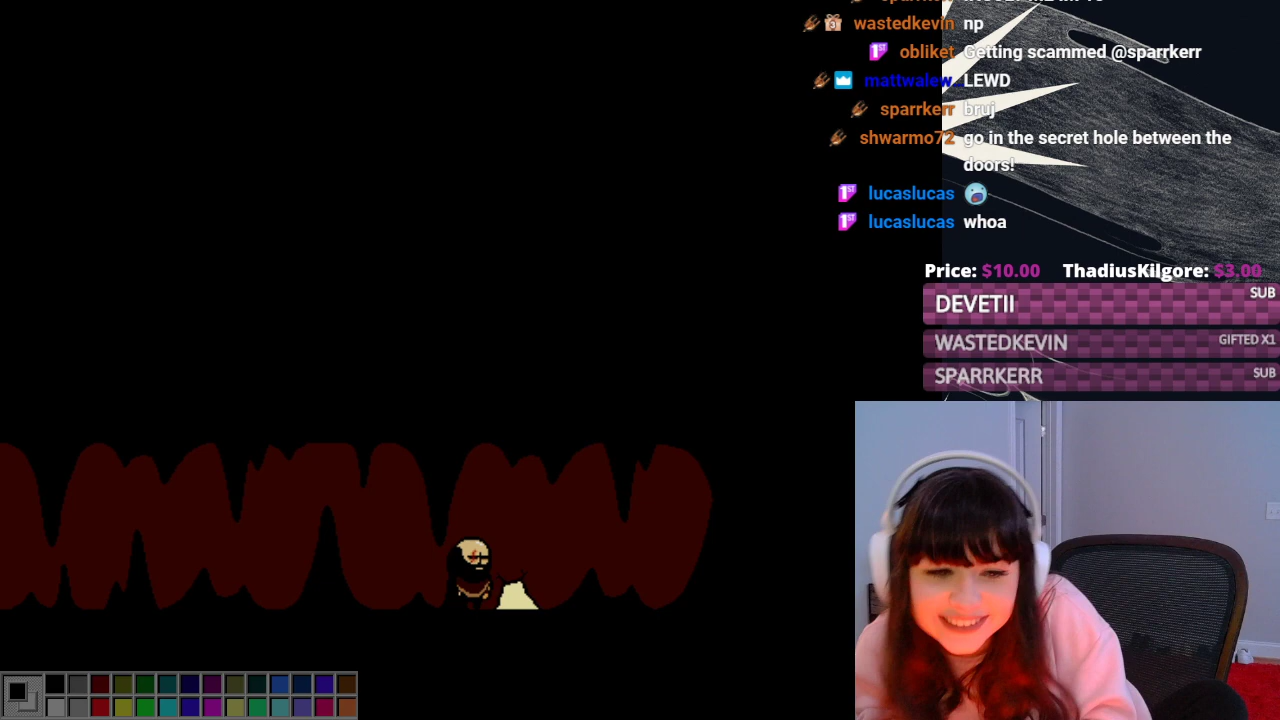 wastedkevin np
obliket Getting scammed @sparrkerr
mattwalew… LEWD
sparrkerr bruj
shwarmo72 go in the secret hole between the
doors!
lucaslucas
lucaslucas whoa
Price: $10.00 ThadiusKilgore: $3.00
DEVETII SUB
WASTEDKEVIN GIFTED X1
SPARRKERR SUB